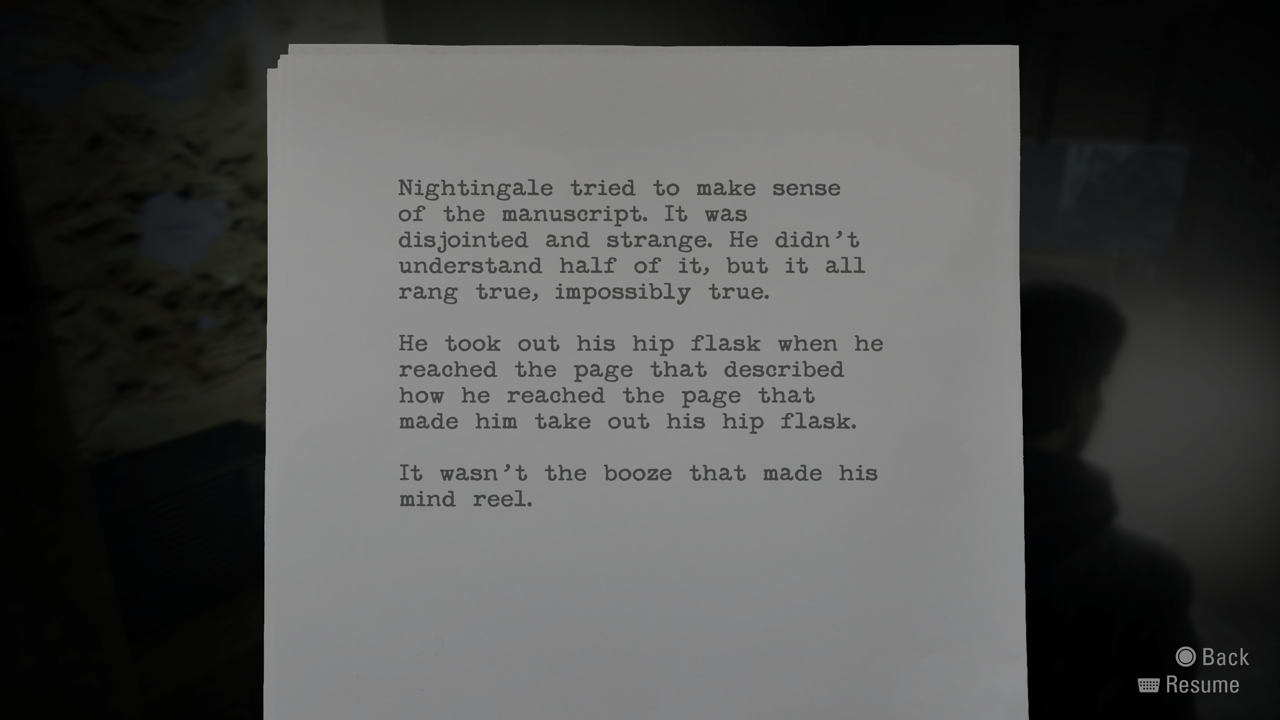 Nightingale tried to make sense
of the manuscript. It was
disjointed and strange. He didn't
understand half of it, but it all
rang true, impossibly true.
He took out his hip flask when he
reached the page that described
how he reached the page that
made him take out his hip flask.
It wasn't the booze that made his
mind reel.
Back
Resume